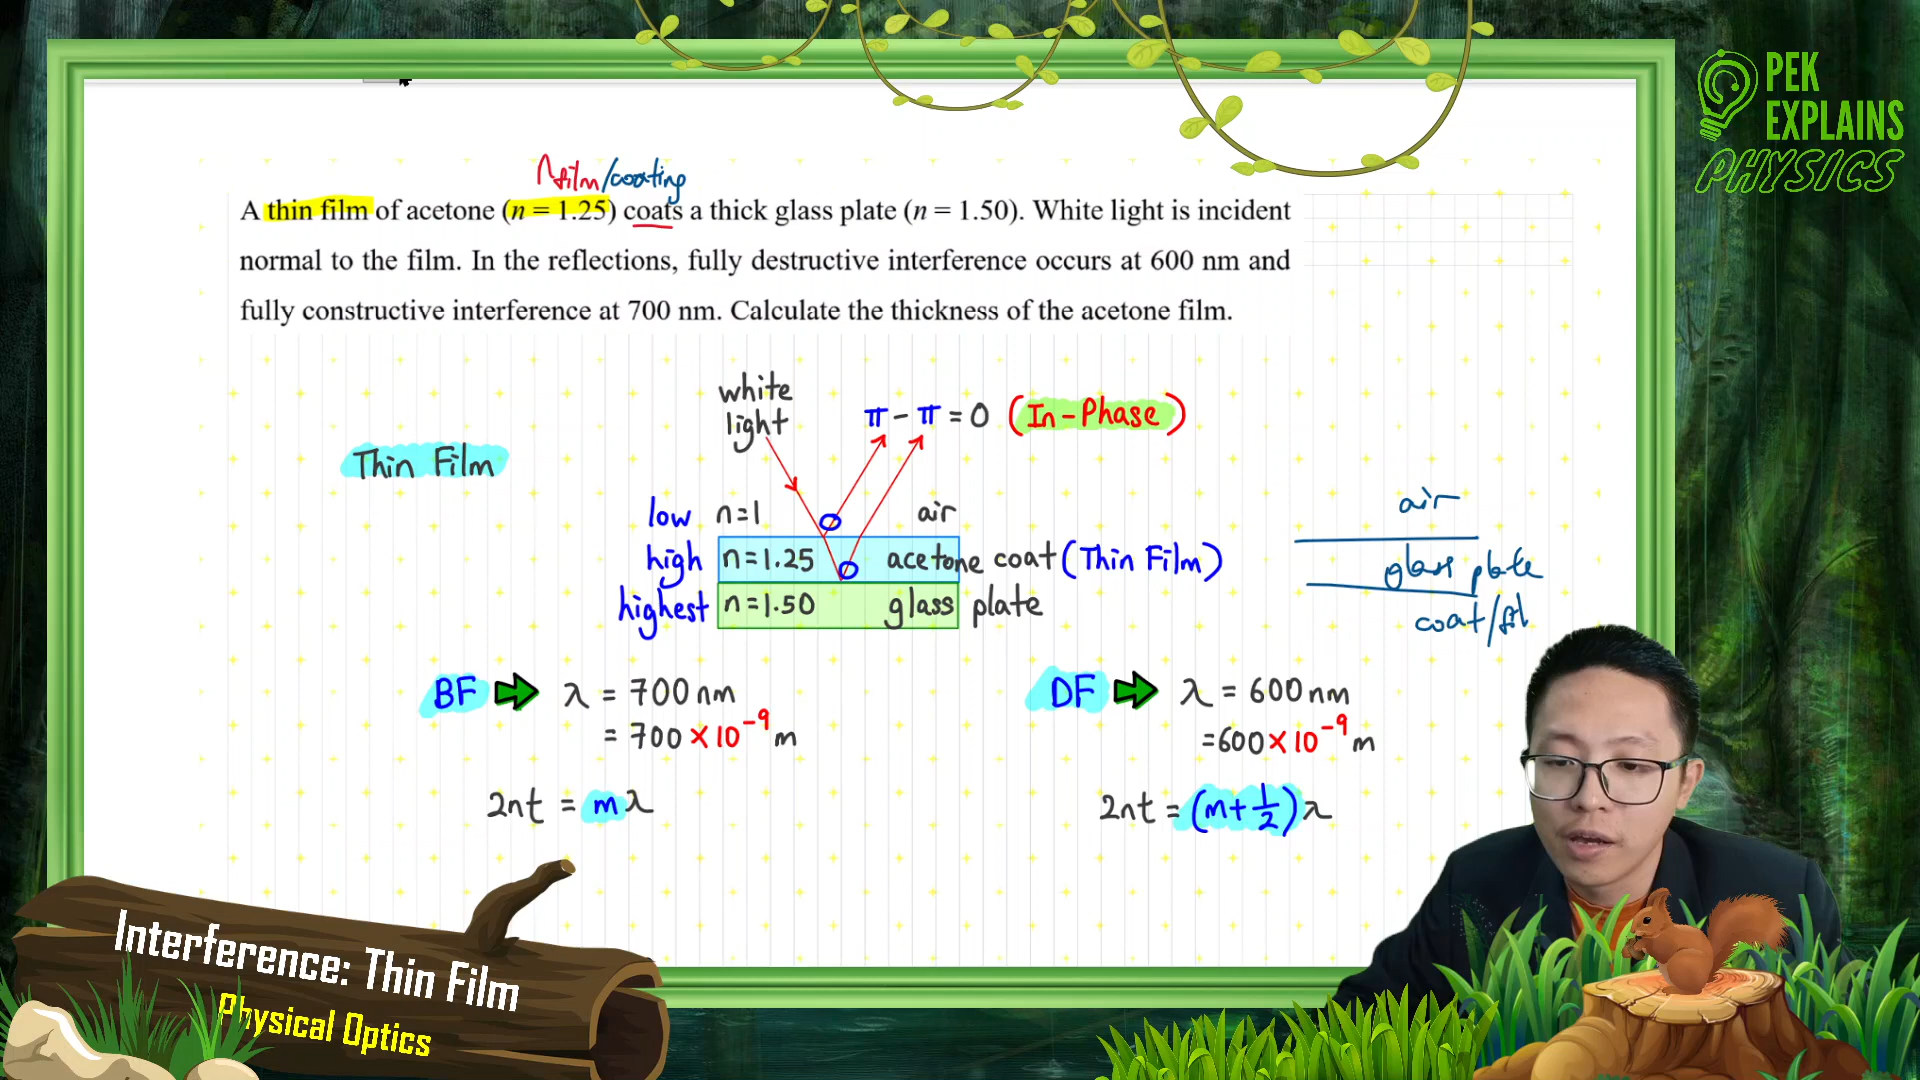 PEK
EXPLAINS
PHYSICS
n film/coating
A thin film of acetone (n = 1.25) coats a thick glass plate (n = 1.50). White light is incident
normal to the film. In the reflections, fully destructive interference occurs at 600 nm and
fully constructive interference at 700 nm. Calculate the thickness of the acetone film.
white
light
π - π = 0 (In-Phase)
Thin Film
low n=1 air
high n=1.25 acetone coat (Thin Film)
highest n=1.50 glass plate
air
glass plate
coat/fil
BF λ = 700 nm
= 700 × 10⁻⁹ m
2nt = mλ
DF λ = 600 nm
=600 × 10⁻⁹ m
2nt = (m+½)λ
Interference: Thin Film
Physical Optics